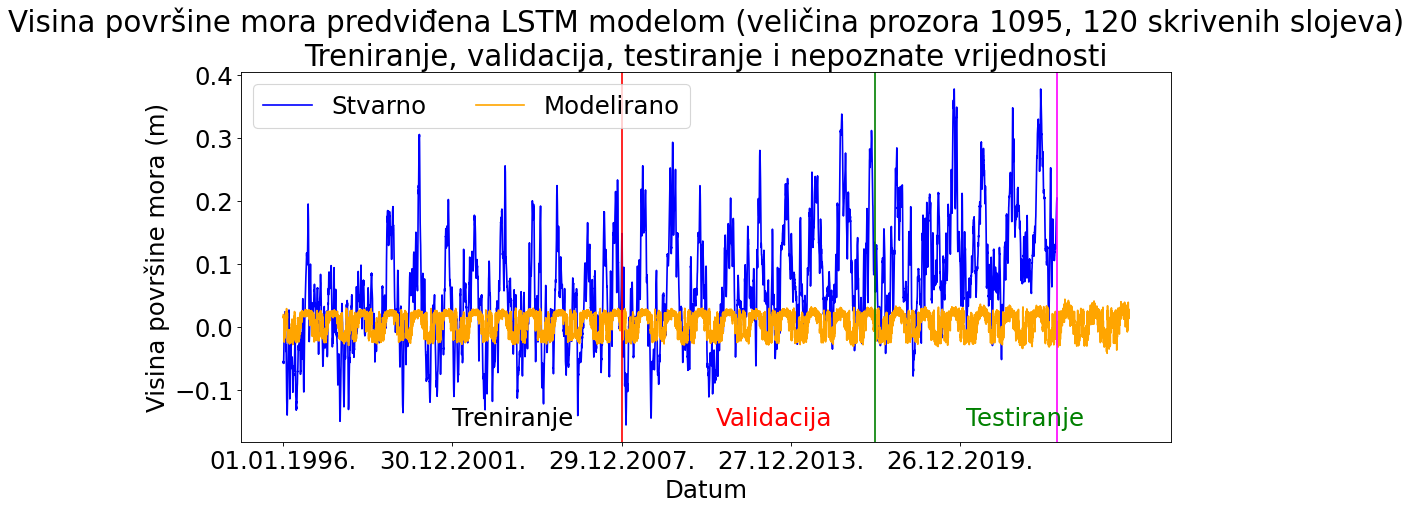 Visina površine mora predviđena LSTM modelom (veličina prozora 1095, 120 skrivenih slojeva)
Treniranje, validacija, testiranje i nepoznate vrijednosti
Stvarno Modelirano
Visina površine mora (m)
0.4
0.3
0.2
0.1
0.0
−0.1
Treniranje Validacija Testiranje
01.01.1996. 30.12.2001. 29.12.2007. 27.12.2013. 26.12.2019.
Datum